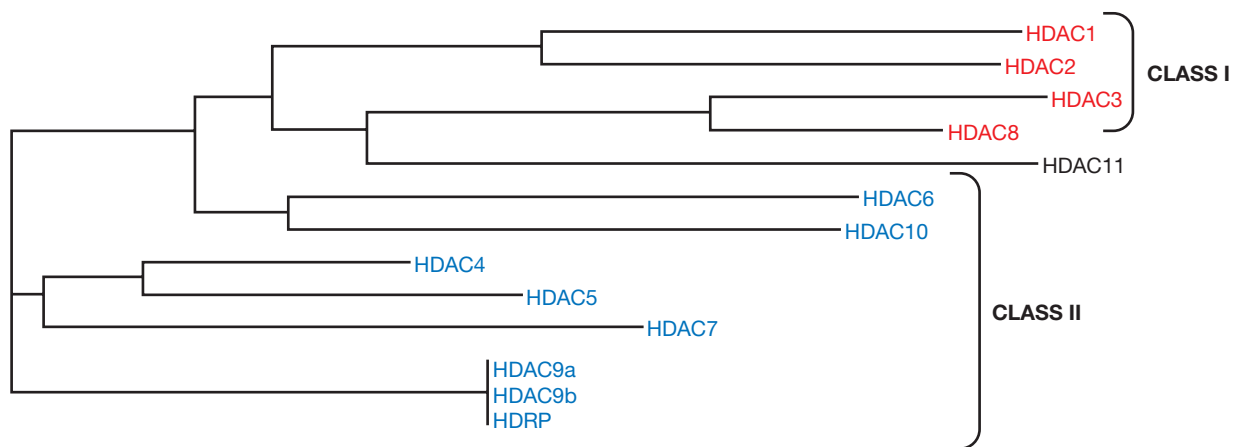 HDAC1
HDAC2
CLASS I
HDAC3
HDAC8
HDAC11
HDAC6
HDAC10
HDAC4
HDAC5
CLASS II
HDAC7
HDAC9a
HDAC9b
HDRP